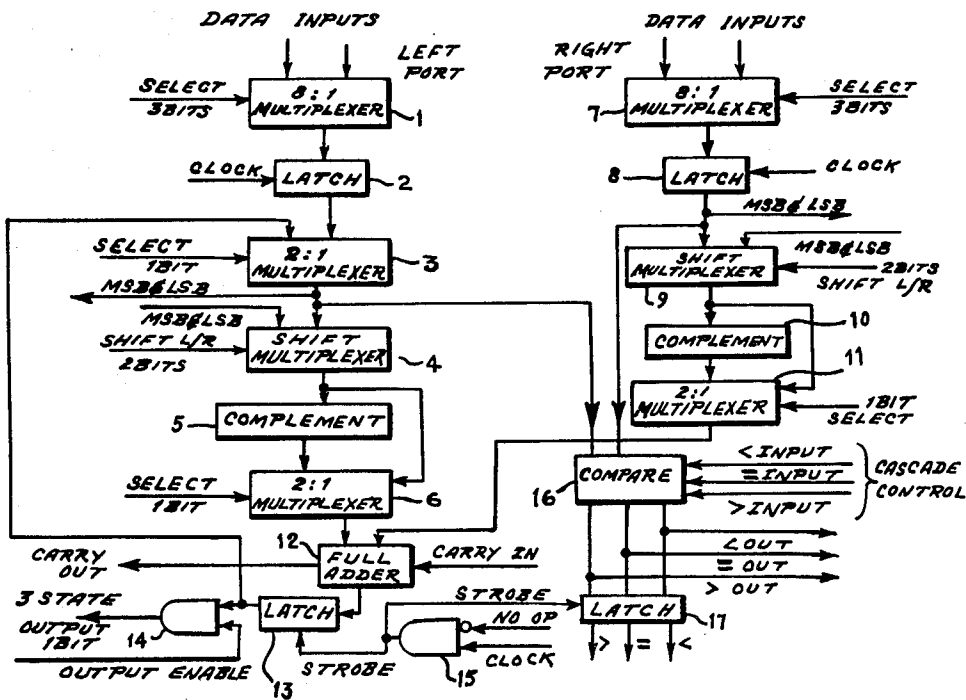 DATA INPUTS
DATA INPUTS
LEFT
PORT
RIGHT
PORT
SELECT
3BITS
8:1
MULTIPLEXER
1
7
8:1
MULTIPLEXER
SELECT
3BITS
CLOCK
LATCH
2
8
LATCH
CLOCK
MSB¢LSB
SELECT
1BIT
2:1
MULTIPLEXER
3
MSB¢LSB
SHIFT
MULTIPLEXER
9
2BITS
SHIFT L/R
MSB¢LSB
MSB¢LSB
SHIFT L/R
2BITS
SHIFT
MULTIPLEXER
4
10
COMPLEMENT
11
5
COMPLEMENT
2:1
MULTIPLEXER
1BIT
SELECT
SELECT
1BIT
2:1
MULTIPLEXER
6
16
COMPARE
<INPUT
=INPUT
>INPUT
CASCADE
CONTROL
12
CARRY
OUT
FULL
ADDER
CARRY IN
< OUT
= OUT
> OUT
3 STATE
OUTPUT
1BIT
14
LATCH
13
STROBE
NO OP
CLOCK
15
LATCH
17
OUTPUT ENABLE
STROBE
> = <